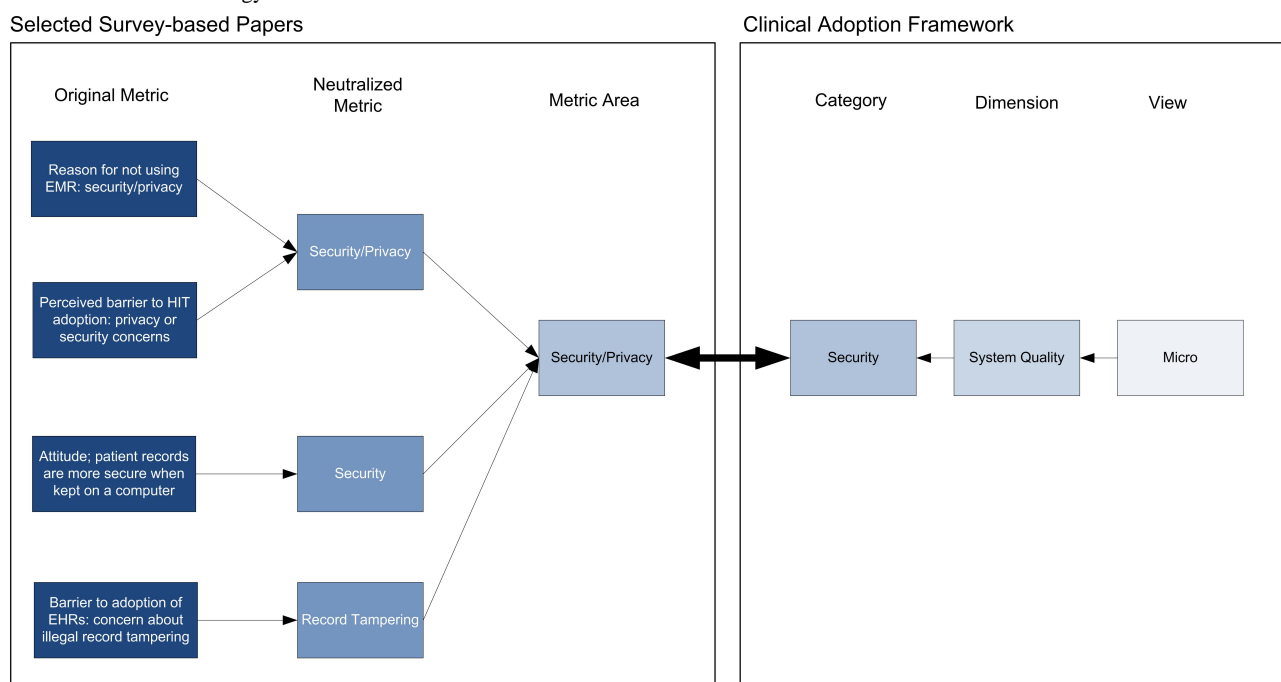 Selected Survey-based Papers
Clinical Adoption Framework
Original Metric
Neutralized
Metric
Metric Area
Category
Dimension
View
Reason for not using
EMR: security/privacy
Security/Privacy
Perceived barrier to HIT
adoption: privacy or
security concerns
Security/Privacy
Security
System Quality
Micro
Attitude; patient records
are more secure when
kept on a computer
Security
Barrier to adoption of
EHRs: concern about
illegal record tampering
Record Tampering